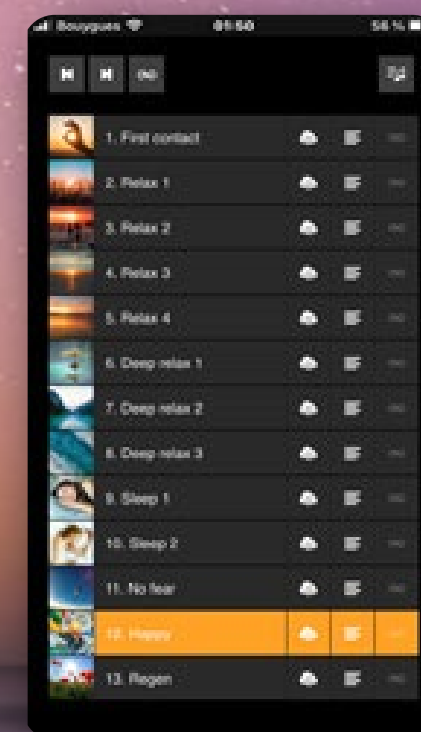 Bouygues 01:50 56 %
1. First contact
2. Relax 1
3. Relax 2
4. Relax 3
5. Relax 4
6. Deep relax 1
7. Deep relax 2
8. Deep relax 3
9. Sleep 1
10. Sleep 2
11. No fear
12. Happy
13. Regen